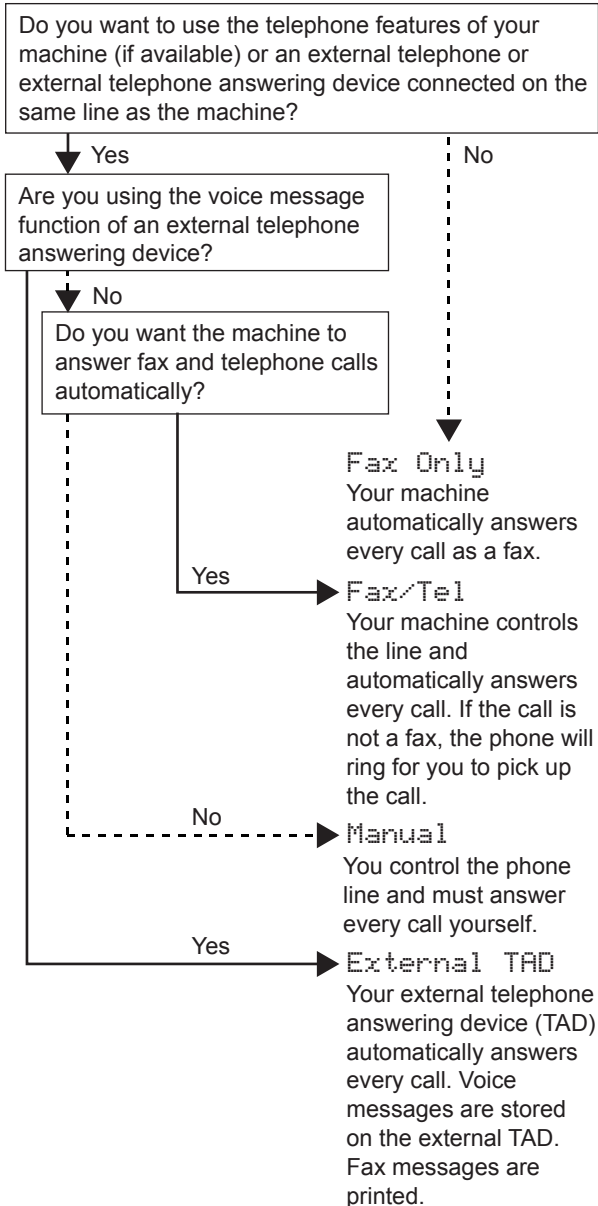 Do you want to use the telephone features of your
machine (if available) or an external telephone or
external telephone answering device connected on the
same line as the machine?
Yes
No
Are you using the voice message
function of an external telephone
answering device?
No
Do you want the machine to
answer fax and telephone calls
automatically?
Fax Only
Your machine
automatically answers
every call as a fax.
Yes
Fax/Tel
Your machine controls
the line and
automatically answers
every call. If the call is
not a fax, the phone will
ring for you to pick up
the call.
No
Manual
You control the phone
line and must answer
every call yourself.
Yes
External TAD
Your external telephone
answering device (TAD)
automatically answers
every call. Voice
messages are stored
on the external TAD.
Fax messages are
printed.